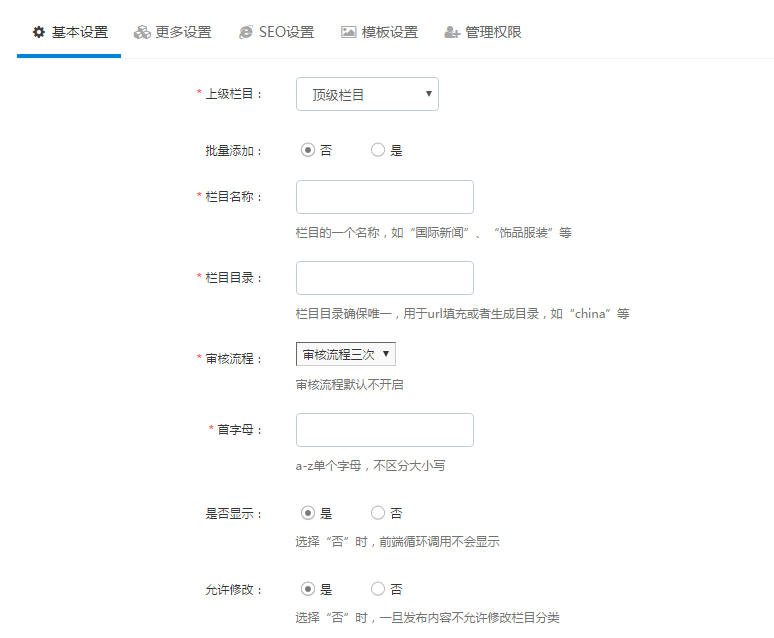 基本设置 更多设置 SEO设置 模板设置 管理权限
* 上级栏目： 顶级栏目
批量添加： 否 是
* 栏目名称：
栏目的一个名称，如“国际新闻”、“饰品服装”等
* 栏目目录：
栏目目录确保唯一，用于url填充或者生成目录，如“china”等
* 审核流程： 审核流程三次
审核流程默认不开启
* 首字母：
a-z单个字母，不区分大小写
是否显示： 是 否
选择“否”时，前端循环调用不会显示
允许修改： 是 否
选择“否”时，一旦发布内容不允许修改栏目分类